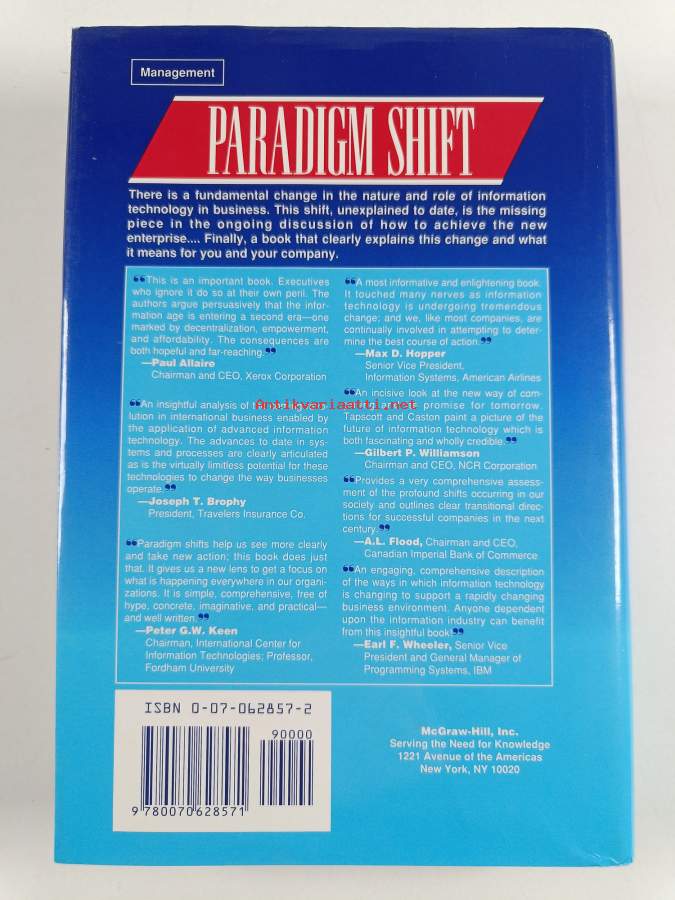 Management
PARADIGM SHIFT
There is a fundamental change in the nature and role of information
technology in business. This shift, unexplained to date, is the missing
piece in the ongoing discussion of how to achieve the new
enterprise.... Finally, a book that clearly explains this change and what
it means for you and your company.
“This is an important book. Executives
who ignore it do so at their own peril. The
authors argue persuasively that the infor-
mation age is entering a second era—one
marked by decentralization, empowerment,
and affordability. The consequences are
both hopeful and far-reaching.”
—Paul Allaire
Chairman and CEO, Xerox Corporation
“An insightful analysis of the
lution in international business enabled by
the application of advanced information
technology. The advances to date in sys-
tems and processes are clearly articulated
as is the virtually limitless potential for these
technologies to change the way businesses
operate.”
—Joseph T. Brophy
President, Travelers Insurance Co.
“Paradigm shifts help us see more clearly
and take new action; this book does just
that. It gives us a new lens to get a focus on
what is happening everywhere in our organi-
zations. It is simple, comprehensive, free of
hype, concrete, imaginative, and practical—
and well written.”
—Peter G.W. Keen
Chairman, International Center for
Information Technologies; Professor,
Fordham University
“A most informative and enlightening book.
It touched many nerves as information
technology is undergoing tremendous
change; and we, like most companies, are
continually involved in attempting to deter-
mine the best course of action.”
—Max D. Hopper
Senior Vice President,
Information Systems, American Airlines
“An incisive look at the new way of com-
promise for tomorrow.
Tapscott and Caston paint a picture of the
future of information technology which is
both fascinating and wholly credible.”
—Gilbert P. Williamson
Chairman and CEO, NCR Corporation
“Provides a very comprehensive assess-
ment of the profound shifts occurring in our
society and outlines clear transitional direc-
tions for successful companies in the next
century.”
—A.L. Flood, Chairman and CEO,
Canadian Imperial Bank of Commerce
“An engaging, comprehensive description
of the ways in which information technology
is changing to support a rapidly changing
business environment. Anyone dependent
upon the information industry can benefit
from this insightful book.”
—Earl F. Wheeler, Senior Vice
President and General Manager of
Programming Systems, IBM
Antikvariaatti.net
ISBN 0-07-062857-2
90000
9 780070 628571
McGraw-Hill, Inc.
Serving the Need for Knowledge
1221 Avenue of the Americas
New York, NY 10020